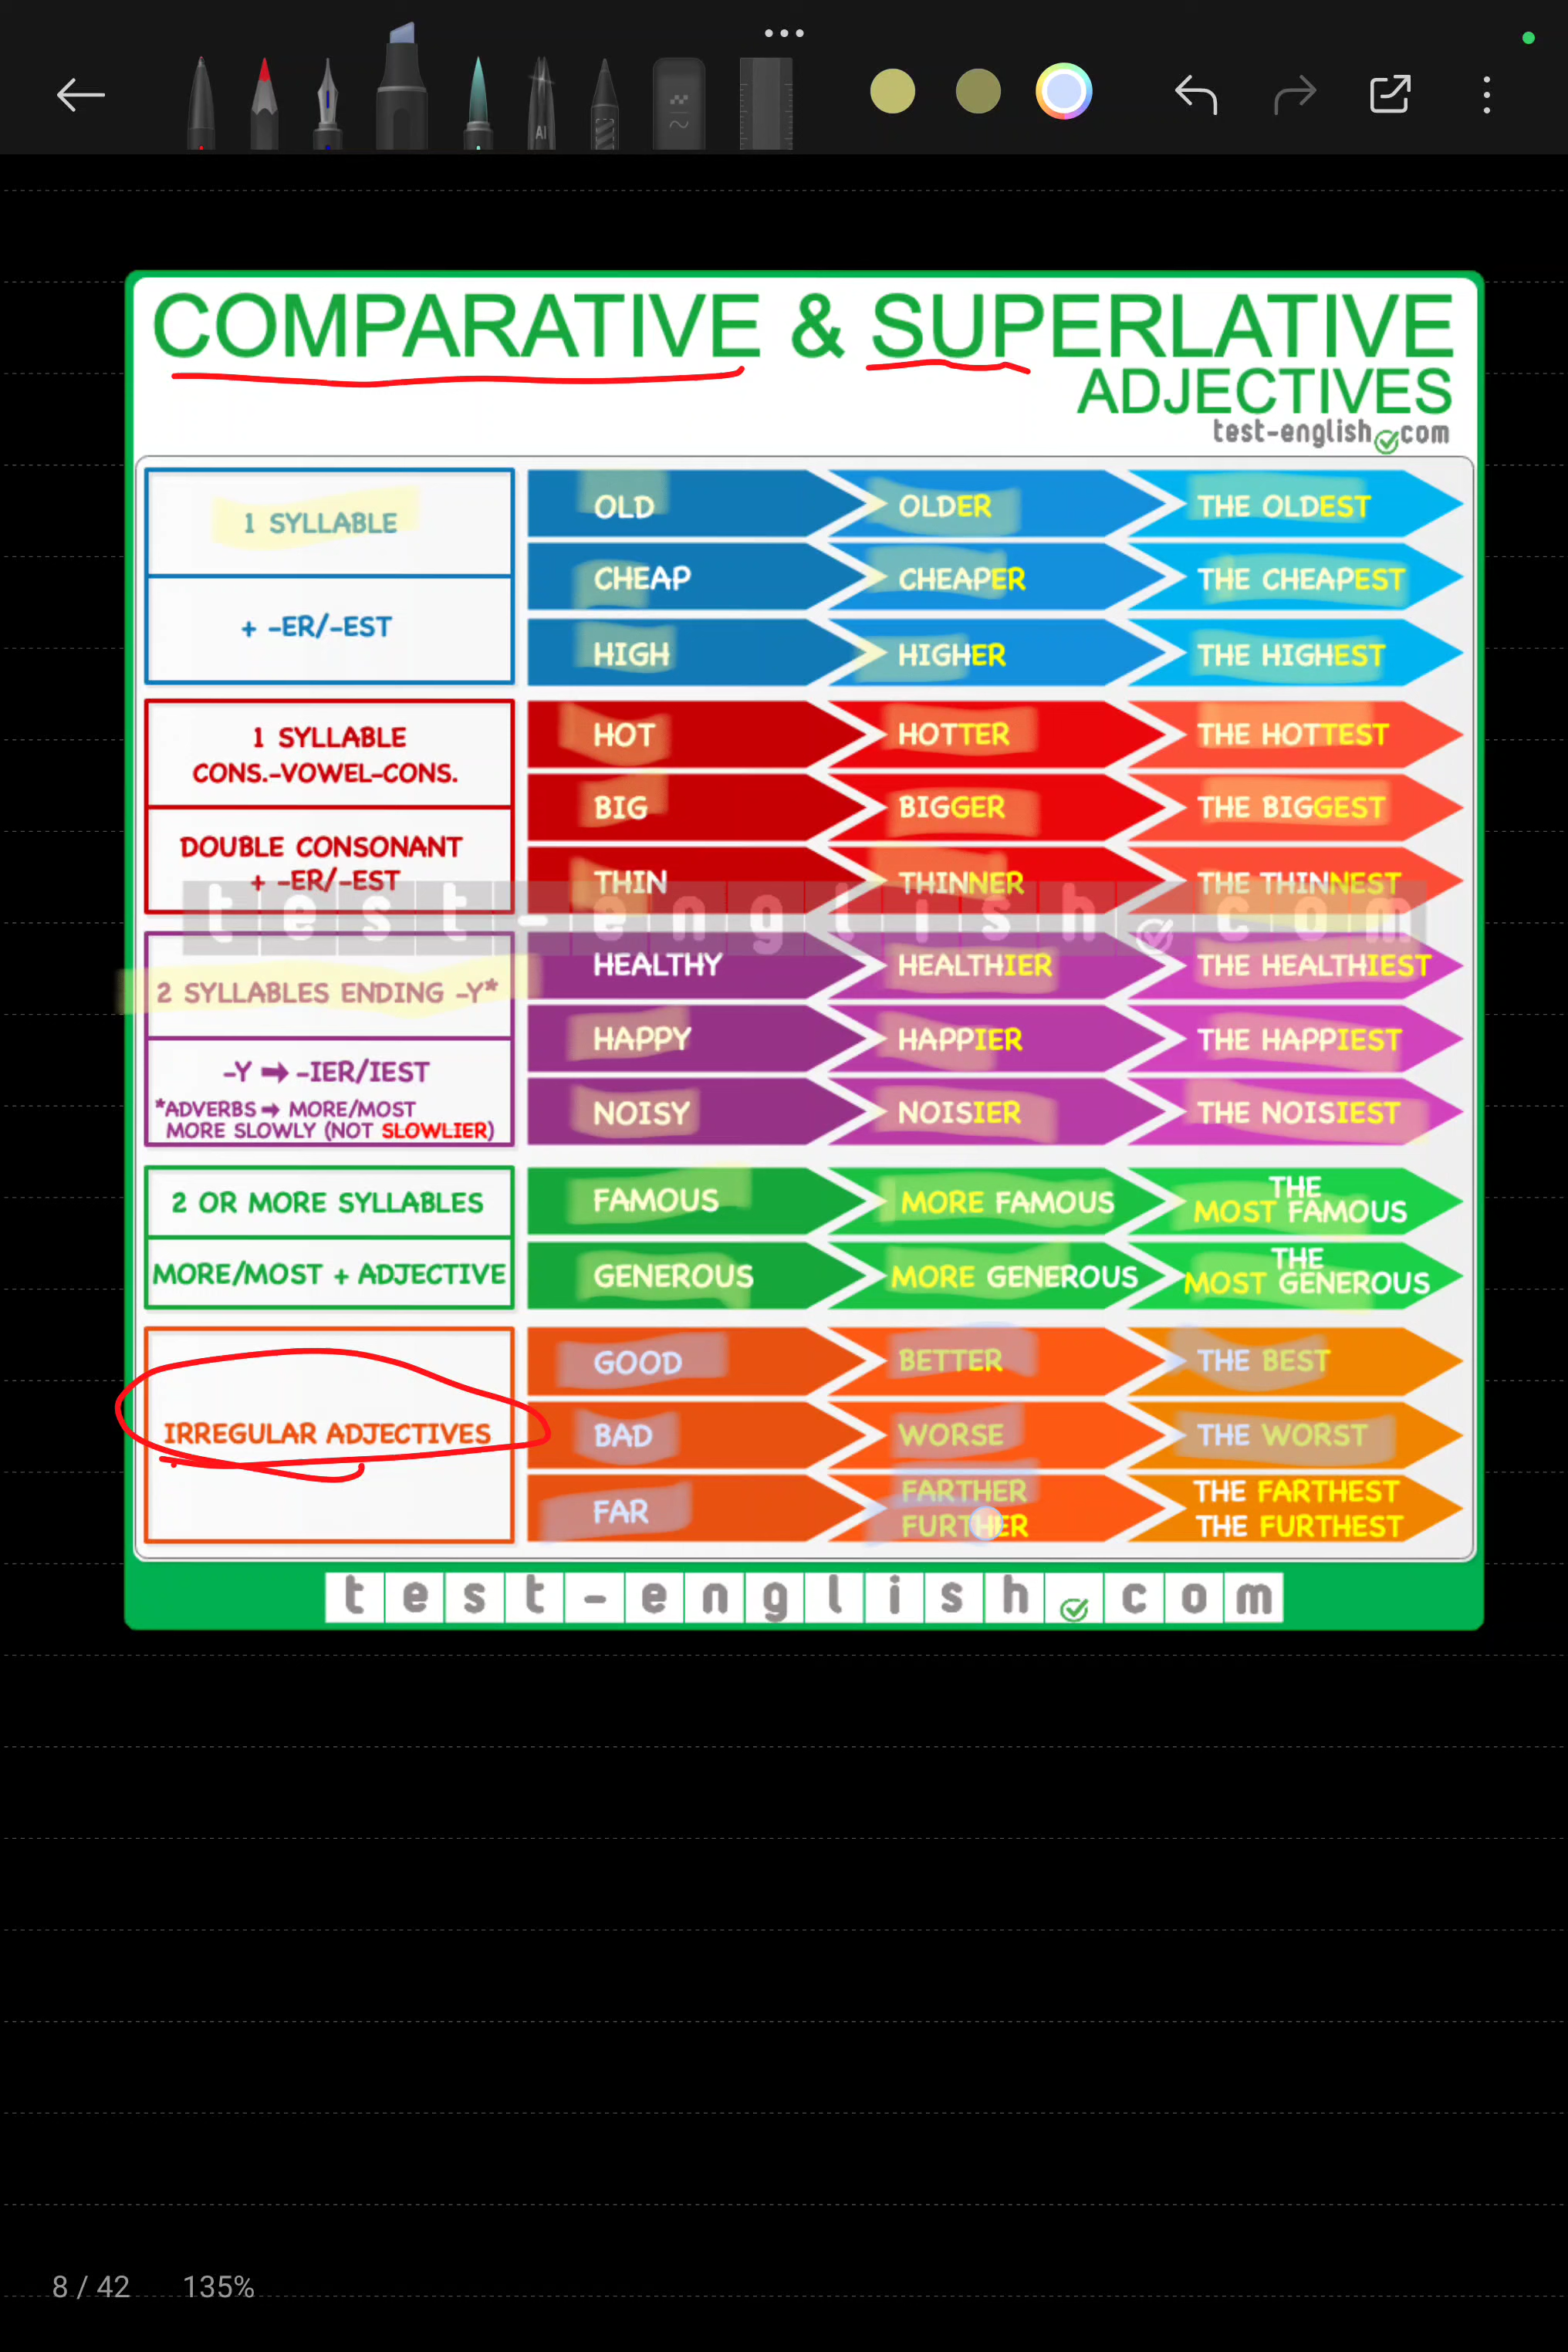 AI
COMPARATIVE & SUPERLATIVE
ADJECTIVES
test-english.com
1 SYLLABLE
+ -ER/-EST
OLD OLDER THE OLDEST
CHEAP CHEAPER THE CHEAPEST
HIGH HIGHER THE HIGHEST
1 SYLLABLE
CONS.-VOWEL-CONS.
DOUBLE CONSONANT
+ -ER/-EST
HOT HOTTER THE HOTTEST
BIG BIGGER THE BIGGEST
THIN THINNER THE THINNEST
test-english.com
2 SYLLABLES ENDING -Y*
-Y ➡ -IER/IEST
*ADVERBS ➡ MORE/MOST
MORE SLOWLY (NOT SLOWLIER)
HEALTHY HEALTHIER THE HEALTHIEST
HAPPY HAPPIER THE HAPPIEST
NOISY NOISIER THE NOISIEST
2 OR MORE SYLLABLES
MORE/MOST + ADJECTIVE
FAMOUS MORE FAMOUS THE MOST FAMOUS
GENEROUS MORE GENEROUS THE MOST GENEROUS
IRREGULAR ADJECTIVES
GOOD BETTER THE BEST
BAD WORSE THE WORST
FAR FARTHER THE FARTHEST
FURTHER THE FURTHEST
test-english.com
8 / 42 135%